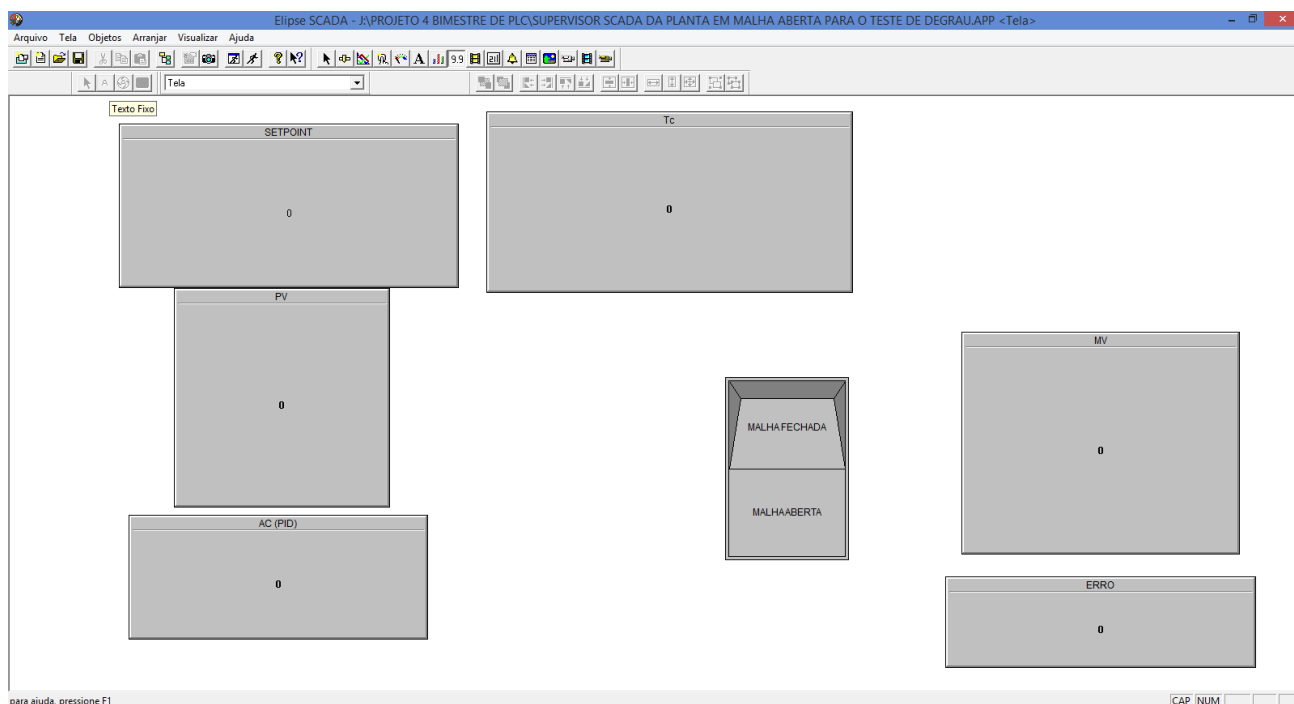 Elipse SCADA - J:\PROJETO 4 BIMESTRE DE PLC\SUPERVISOR SCADA DA PLANTA EM MALHA ABERTA PARA O TESTE DE DEGRAU.APP <Tela>
Arquivo Tela Objetos Arranjar Visualizar Ajuda
A 9.9
A Tela
Texto Fixo
SETPOINT
0
Tc
0
PV
0
MV
0
MALHA FECHADA
MALHA ABERTA
AC (PID)
0
ERRO
0
para ajuda, pressione F1
CAP NUM